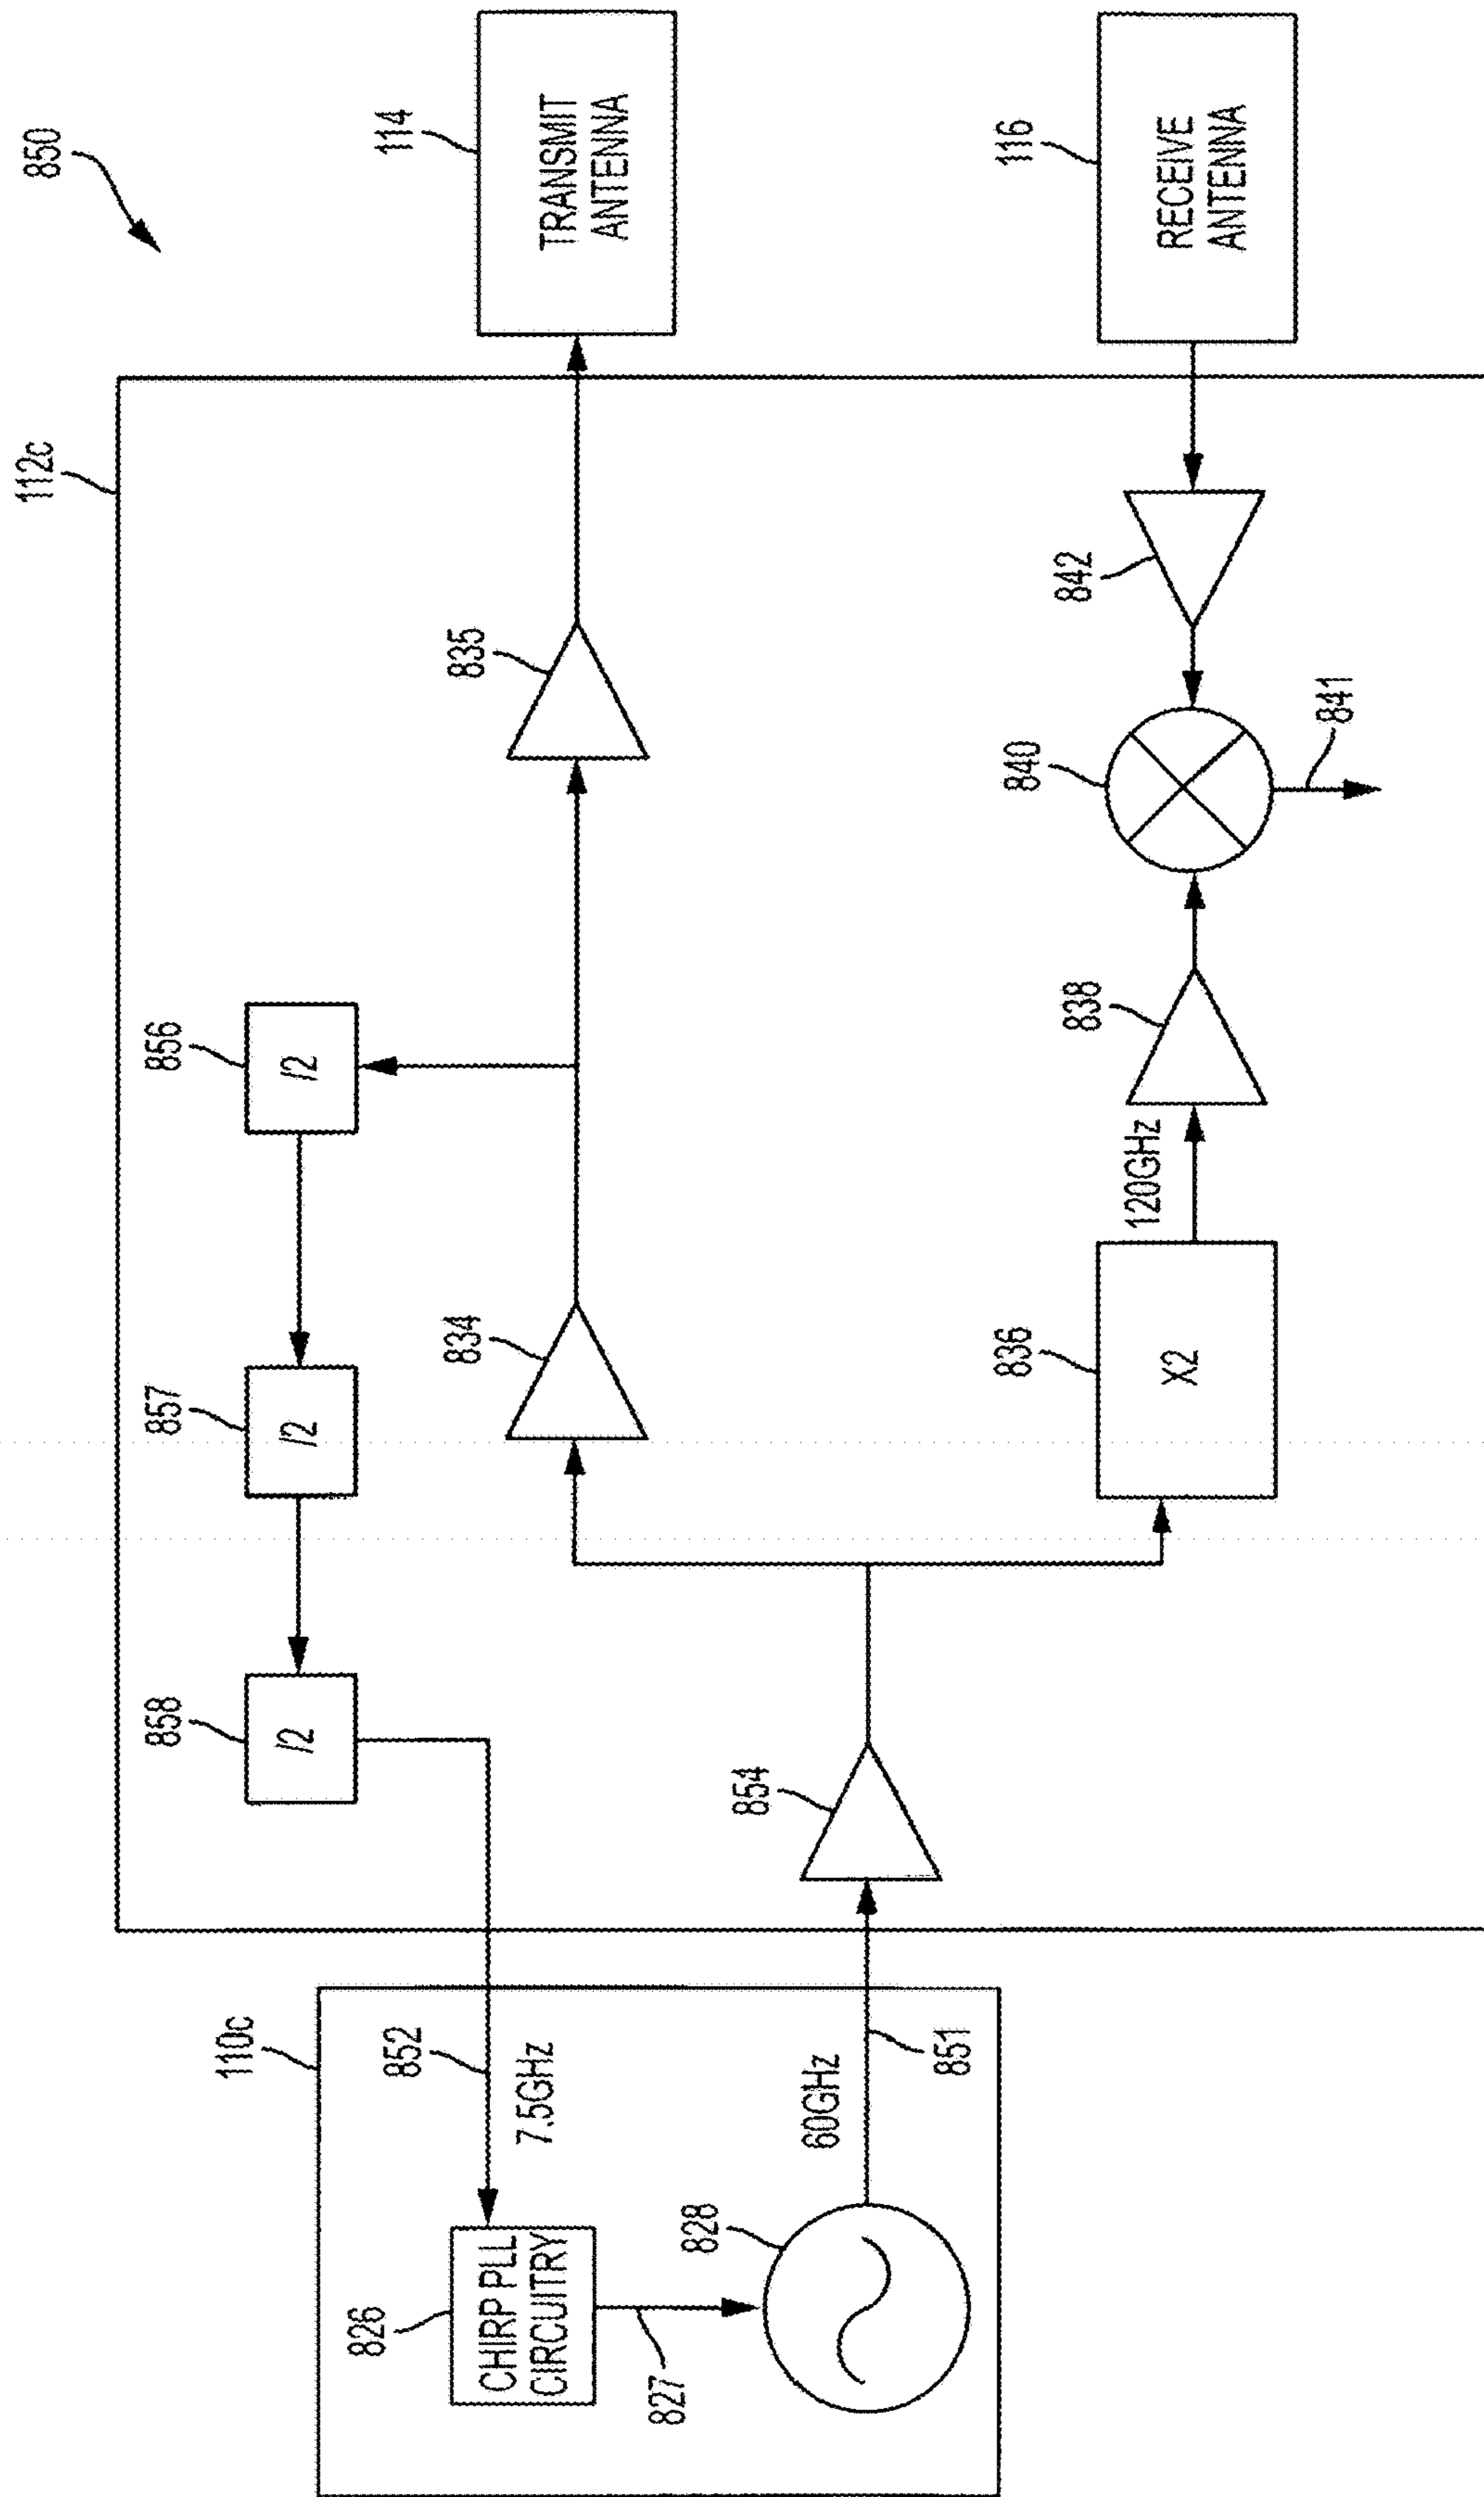 850
112c
114
TRANSMIT
ANTENNA
116
RECEIVE
ANTENNA
835
842
840
841
856
/2
857
/2
858
/2
834
838
120GHz
836
X2
854
110c
852
7.5GHz
60GHz
851
826
CHIRP PLL
CIRCUITRY
827
828